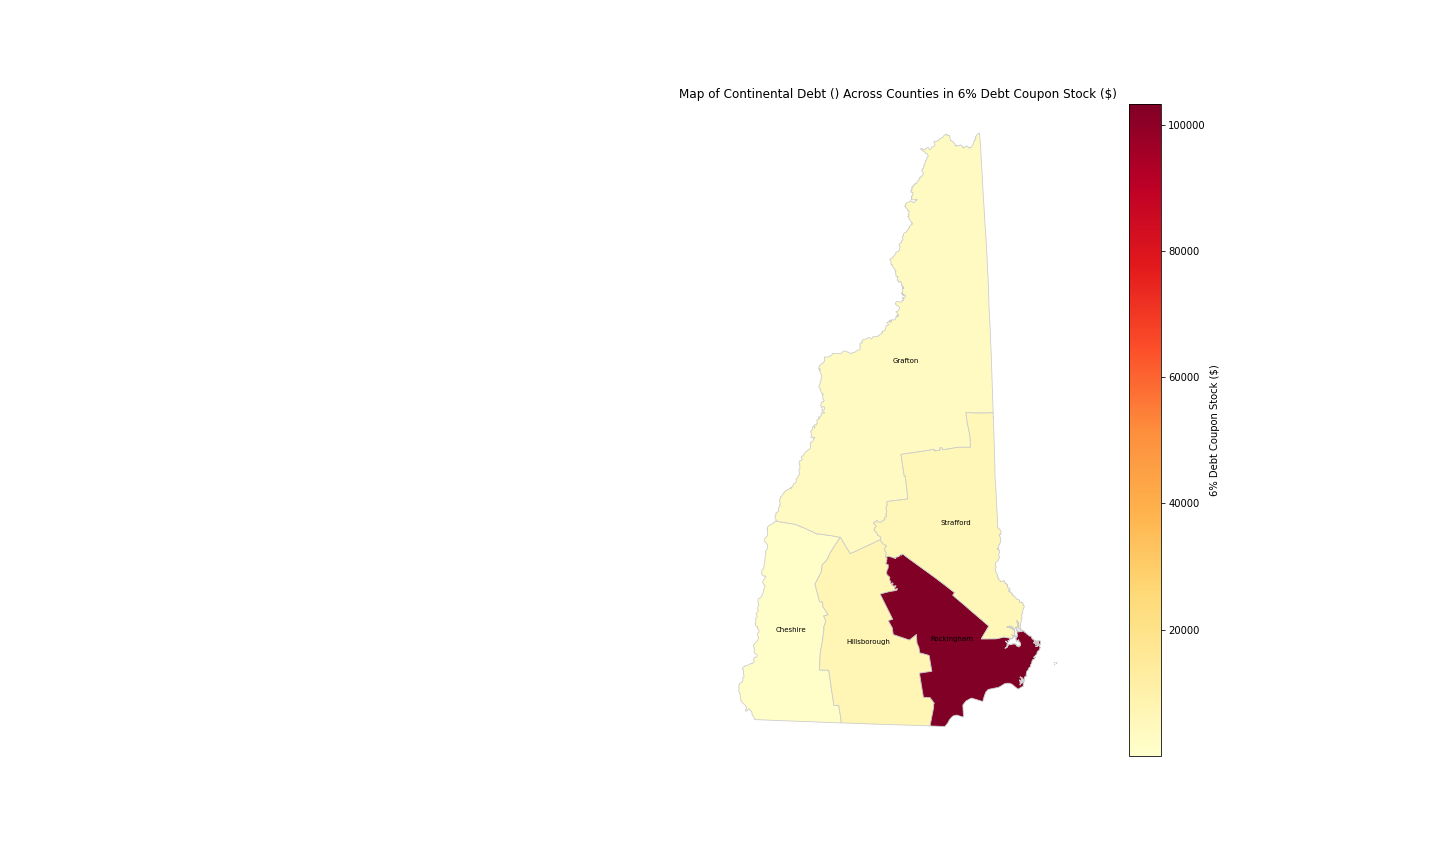 Map of Continental Debt () Across Counties in 6% Debt Coupon Stock ($)
100000
80000
60000
40000
20000
6% Debt Coupon Stock ($)
Grafton
Strafford
Cheshire
Hillsborough
Rockingham